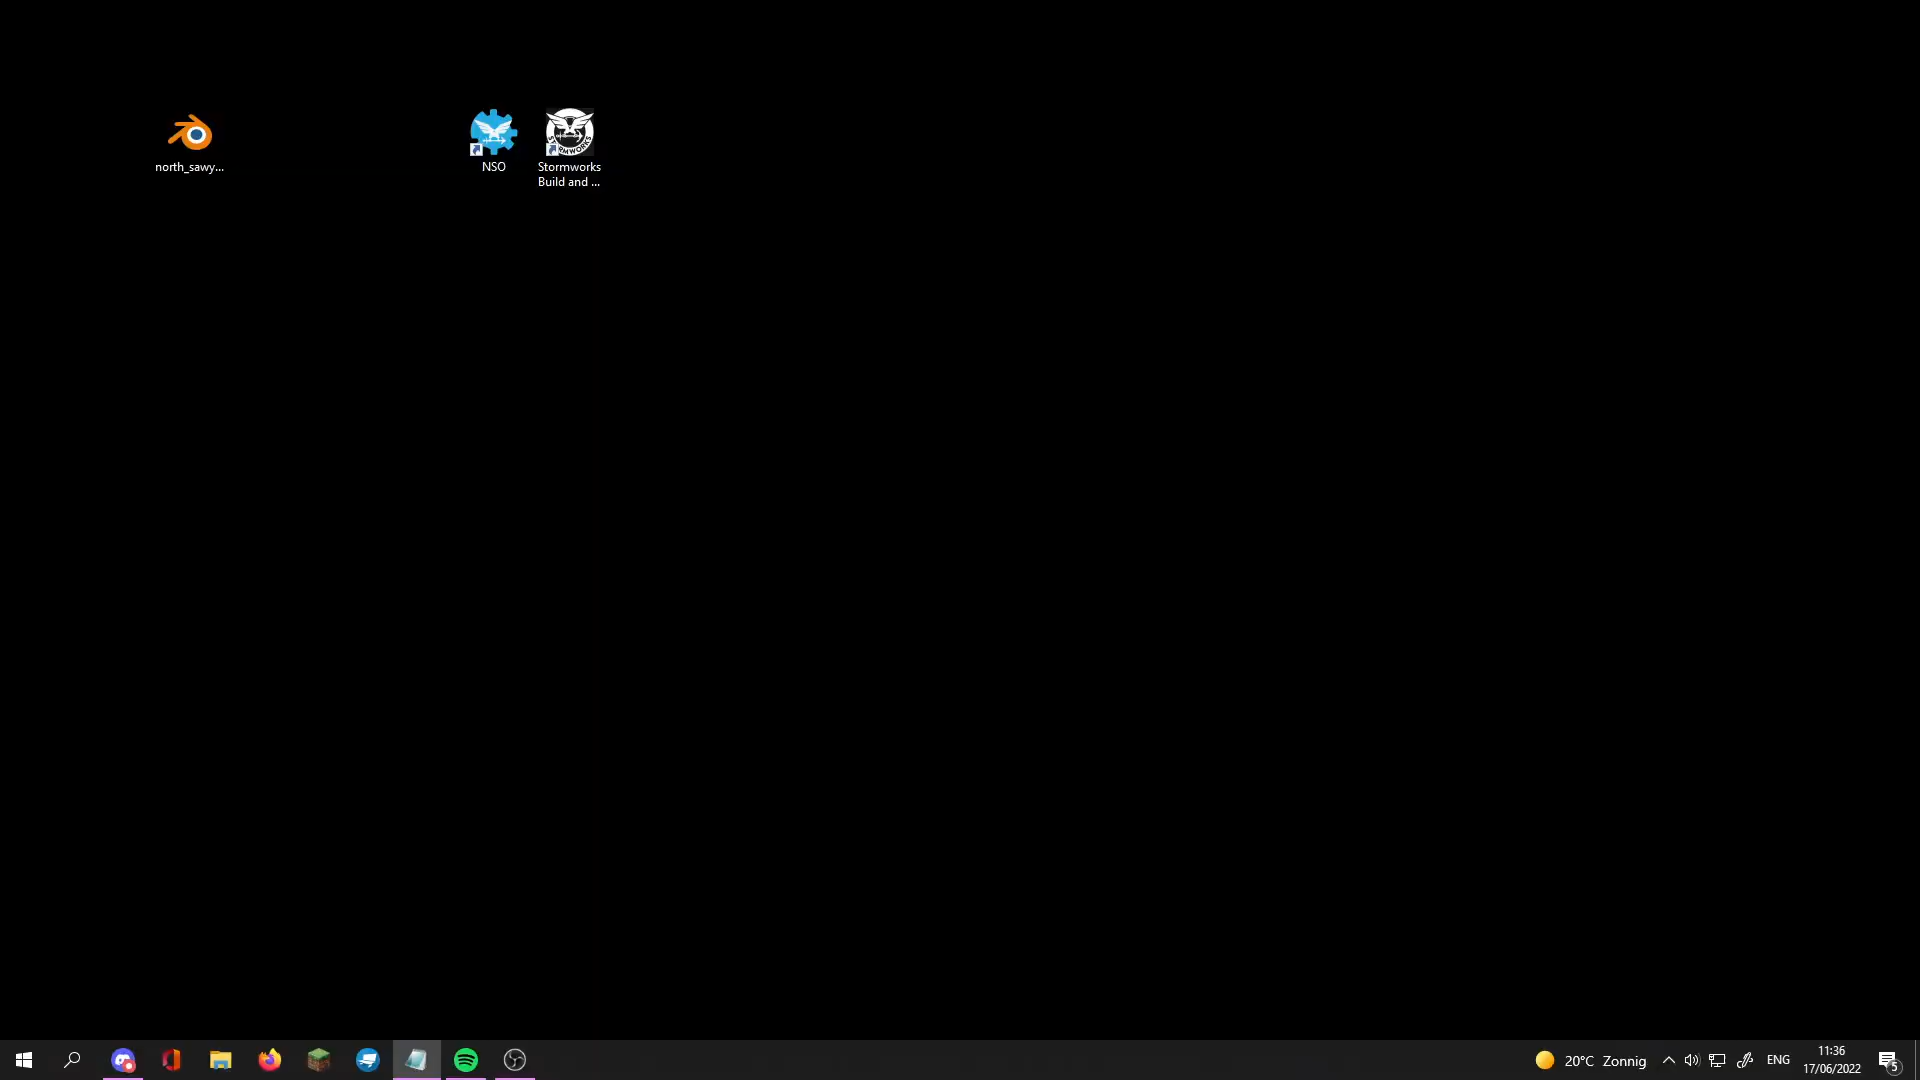 north_sawy...
NSO
Stormworks
Build and ...
20°C Zonnig
ENG
11:36
17/06/2022
5